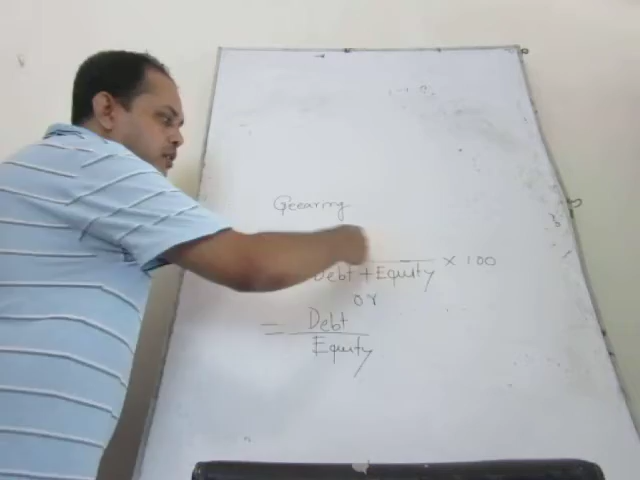 Gearing
Debt + Equity × 100
or
= Debt
Equity